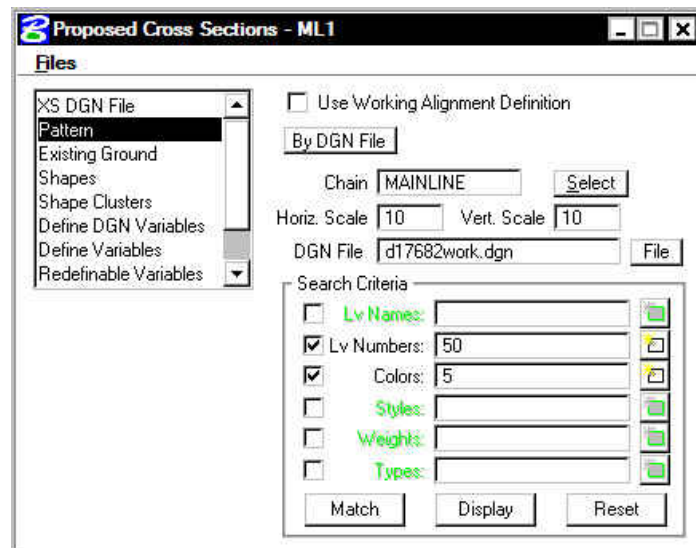 Proposed Cross Sections - ML1
Files
XS DGN File
Pattern
Existing Ground
Shapes
Shape Clusters
Define DGN Variables
Define Variables
Redefinable Variables
Use Working Alignment Definition
By DGN File
Chain MAINLINE Select
Horiz. Scale 10 Vert. Scale 10
DGN File d17682work.dgn File
Search Criteria
Lv Names:
Lv Numbers: 50
Colors: 5
Styles:
Weights:
Types:
Match Display Reset